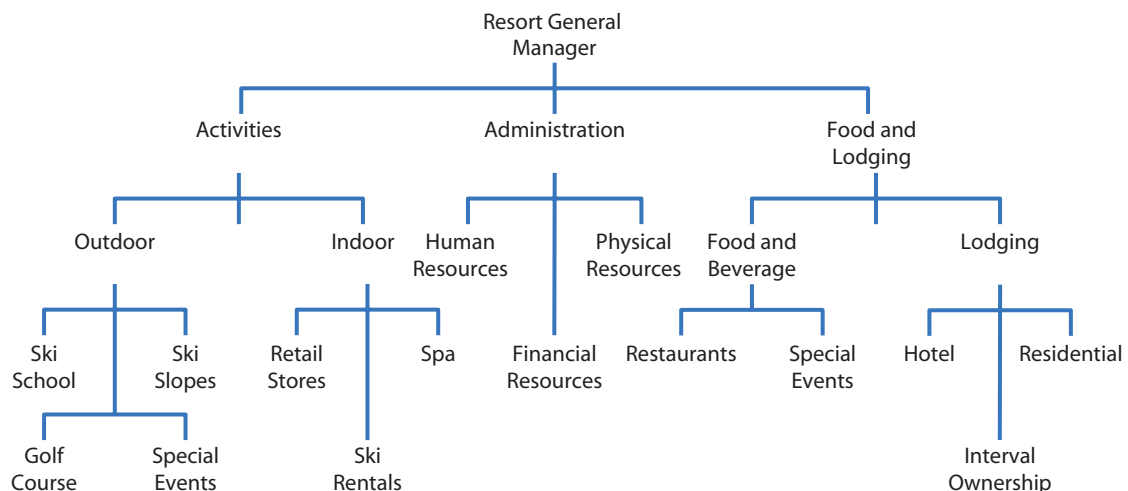 Resort General
Manager
Activities
Administration
Food and
Lodging
Outdoor
Indoor
Human
Resources
Physical
Resources
Food and
Beverage
Lodging
Ski
School
Ski
Slopes
Retail
Stores
Spa
Financial
Resources
Restaurants
Special
Events
Hotel
Residential
Golf
Course
Special
Events
Ski
Rentals
Interval
Ownership